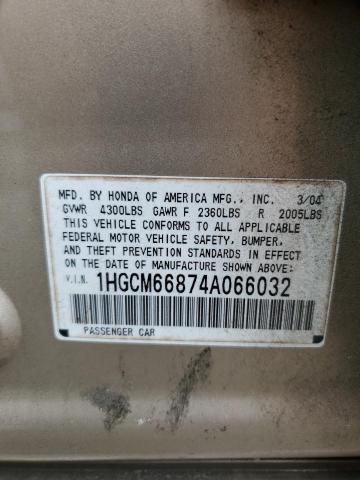 MFD. BY HONDA OF AMERICA MFG., INC. 3/04
GVWR 4300LBS GAWR F 2360LBS R 2005LBS
THIS VEHICLE CONFORMS TO ALL APPLICABLE
FEDERAL MOTOR VEHICLE SAFETY, BUMPER,
AND THEFT PREVENTION STANDARDS IN EFFECT
ON THE DATE OF MANUFACTURE SHOWN ABOVE.
V.I.N. 1HGCM66874A066032
PASSENGER CAR